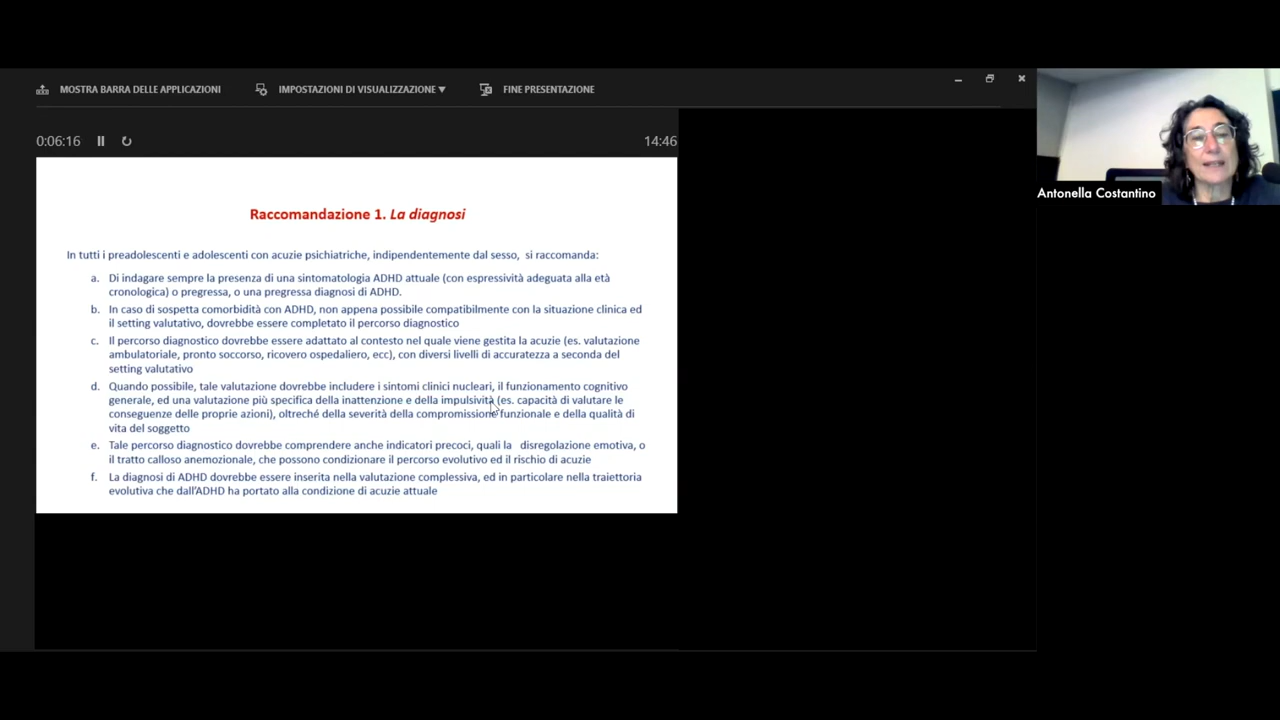 MOSTRA BARRA DELLE APPLICAZIONI IMPOSTAZIONI DI VISUALIZZAZIONE ▼ FINE PRESENTAZIONE
0:06:16 14:46
Antonella Costantino
Raccomandazione 1. La diagnosi
In tutti i preadolescenti e adolescenti con acuzie psichiatriche, indipendentemente dal sesso, si raccomanda:
a. Di indagare sempre la presenza di una sintomatologia ADHD attuale (con espressività adeguata alla età
cronologica) o pregressa, o una pregressa diagnosi di ADHD.
b. In caso di sospetta comorbidità con ADHD, non appena possibile compatibilmente con la situazione clinica ed
il setting valutativo, dovrebbe essere completato il percorso diagnostico
c. Il percorso diagnostico dovrebbe essere adattato al contesto nel quale viene gestita la acuzie (es. valutazione
ambulatoriale, pronto soccorso, ricovero ospedaliero, ecc), con diversi livelli di accuratezza a seconda del
setting valutativo
d. Quando possibile, tale valutazione dovrebbe includere i sintomi clinici nucleari, il funzionamento cognitivo
generale, ed una valutazione più specifica della inattenzione e della impulsività (es. capacità di valutare le
conseguenze delle proprie azioni), oltreché della severità della compromissione funzionale e della qualità di
vita del soggetto
e. Tale percorso diagnostico dovrebbe comprendere anche indicatori precoci, quali la disregolazione emotiva, o
il tratto calloso anemozionale, che possono condizionare il percorso evolutivo ed il rischio di acuzie
f. La diagnosi di ADHD dovrebbe essere inserita nella valutazione complessiva, ed in particolare nella traiettoria
evolutiva che dall'ADHD ha portato alla condizione di acuzie attuale